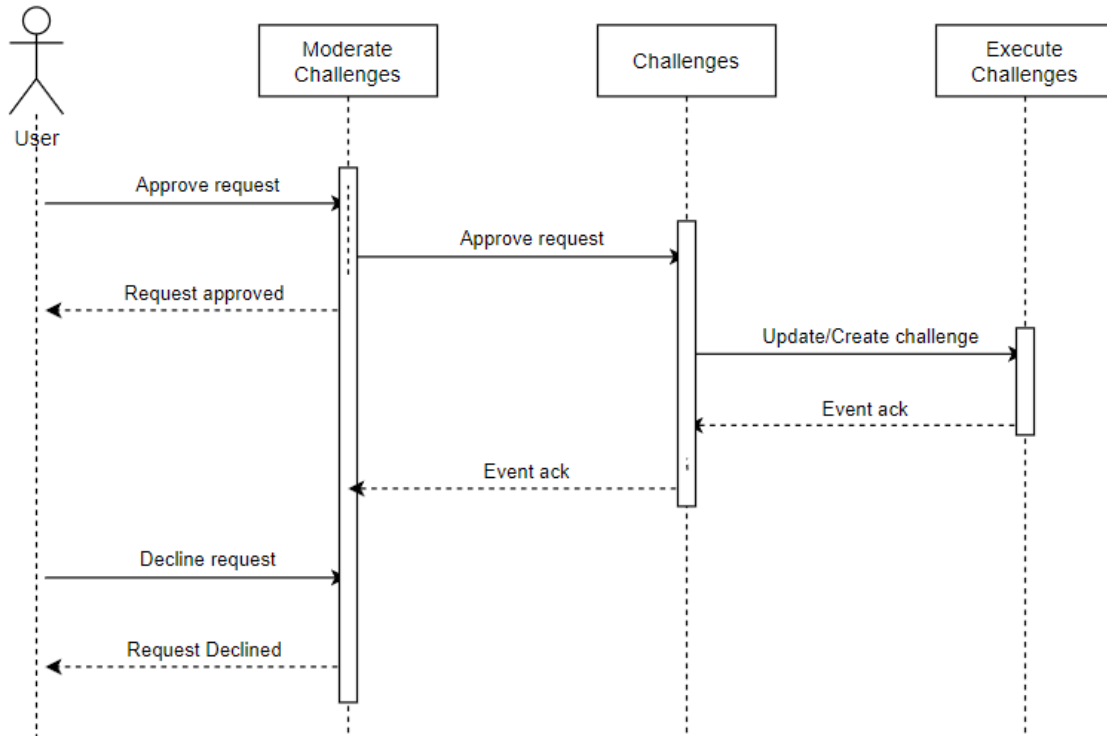 Moderate
Challenges
Challenges
Execute
Challenges
User
Approve request
Approve request
Request approved
Update/Create challenge
Event ack
Event ack
Decline request
Request Declined